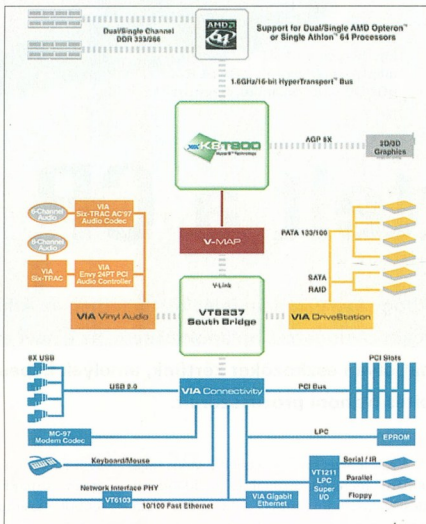 Dual/Single Channel
DDR 333/266
AMD
64
Support for Dual/Single AMD Opteron™
or Single Athlon™ 64 Processors
1.6GHz/16-bit HyperTransport™ Bus
VIA K8T800
Hyper8™ Technology
AGP 8X
2D/3D
Graphics
6-Channel
Audio
VIA
Six-TRAC AC'97
Audio Codec
8-Channel
Audio
VIA
Six-TRAC
VIA
Envy 24PT PCI
Audio Controller
VIA Vinyl Audio
V-MAP
V-Link
VT8237
South Bridge
PATA 133/100
SATA
RAID
VIA DriveStation
8X USB
USB 2.0
VIA Connectivity
PCI Bus
PCI Slots
MC-97
Modem Codec
LPC
EPROM
Keyboard/Mouse
Network Interface PHY
VT6103
10/100 Fast Ethernet
VIA Gigabit
Ethernet
VT1211
LPC
Super
I/O
Serial / IR
Parallel
Floppy